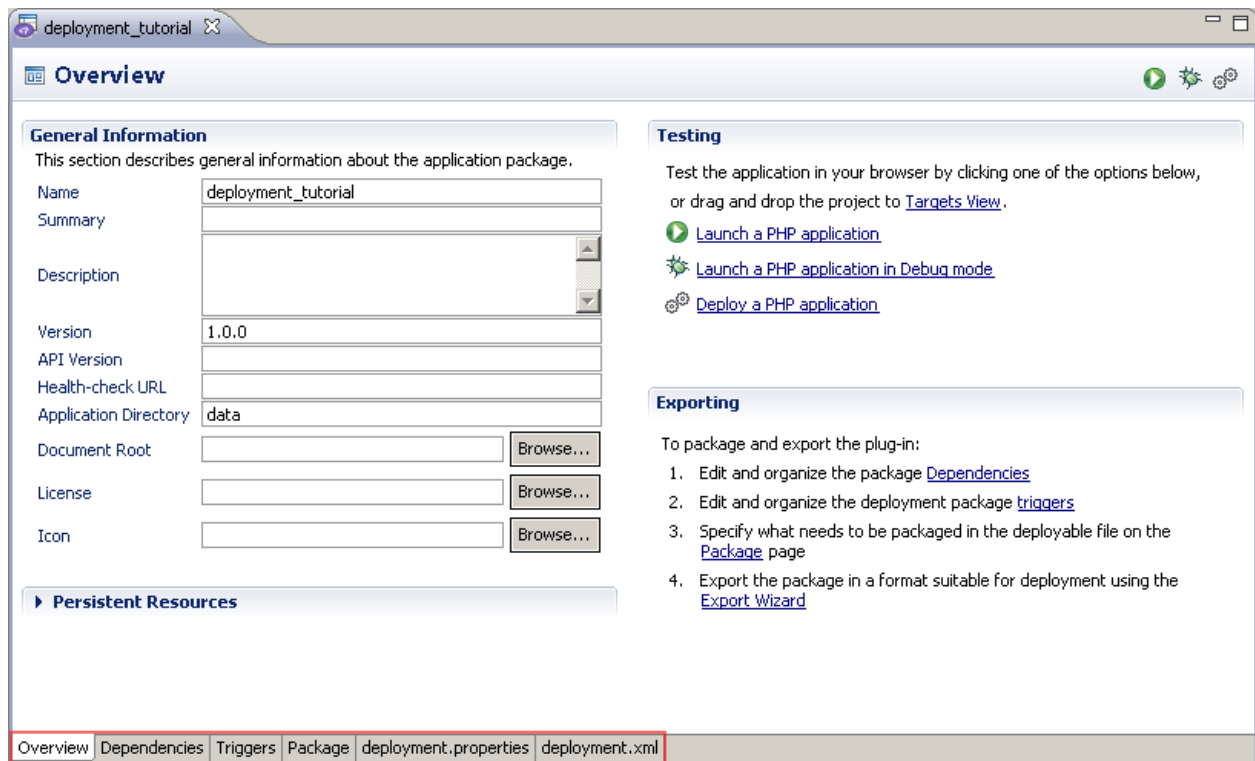 deployment_tutorial
Overview
General Information
This section describes general information about the application package.
Name deployment_tutorial
Summary
Description
Version 1.0.0
API Version
Health-check URL
Application Directory data
Document Root Browse...
License Browse...
Icon Browse...
Persistent Resources
Testing
Test the application in your browser by clicking one of the options below,
or drag and drop the project to Targets View.
Launch a PHP application
Launch a PHP application in Debug mode
Deploy a PHP application
Exporting
To package and export the plug-in:
1. Edit and organize the package Dependencies
2. Edit and organize the deployment package triggers
3. Specify what needs to be packaged in the deployable file on the
Package page
4. Export the package in a format suitable for deployment using the
Export Wizard
Overview Dependencies Triggers Package deployment.properties deployment.xml